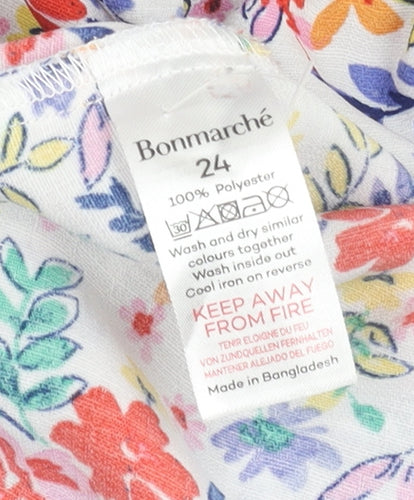 Bonmarché
24
100% Polyester
30
Wash and dry similar
colours together
Wash inside out
Cool iron on reverse
KEEP AWAY
FROM FIRE
TENIR ELOIGNE DU FEU
VON ZUNDQUELLEN FERNHALTEN
MANTENER ALEJADO DEL FUEGO
Made in Bangladesh